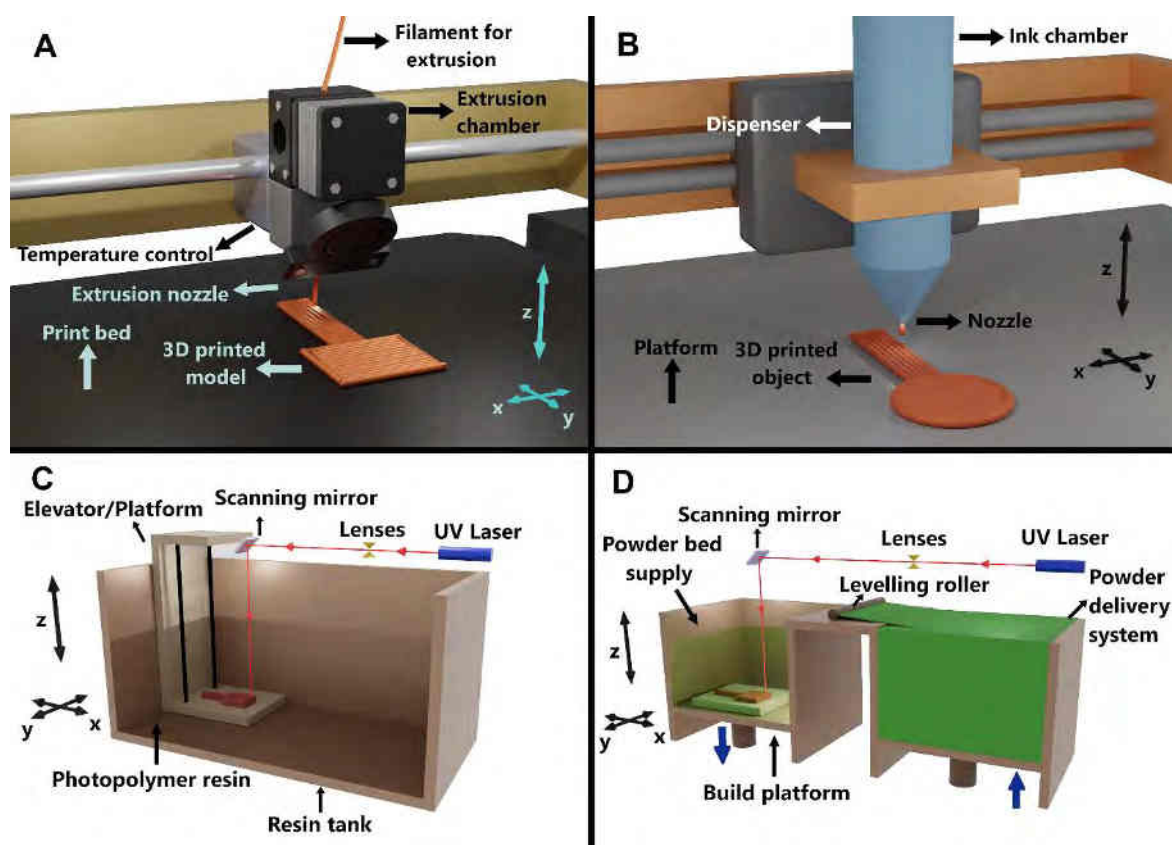 A
Filament for
extrusion
Extrusion
chamber
Temperature control
Extrusion nozzle
Print bed
3D printed
model
z
x
y
B
Ink chamber
Dispenser
Nozzle
Platform
3D printed
object
z
x
y
C
Scanning mirror
Elevator/Platform
Lenses
UV Laser
z
y
x
Photopolymer resin
Resin tank
D
Scanning mirror
Powder bed
supply
Lenses
UV Laser
Levelling roller
Powder
delivery
system
z
y
x
Build platform